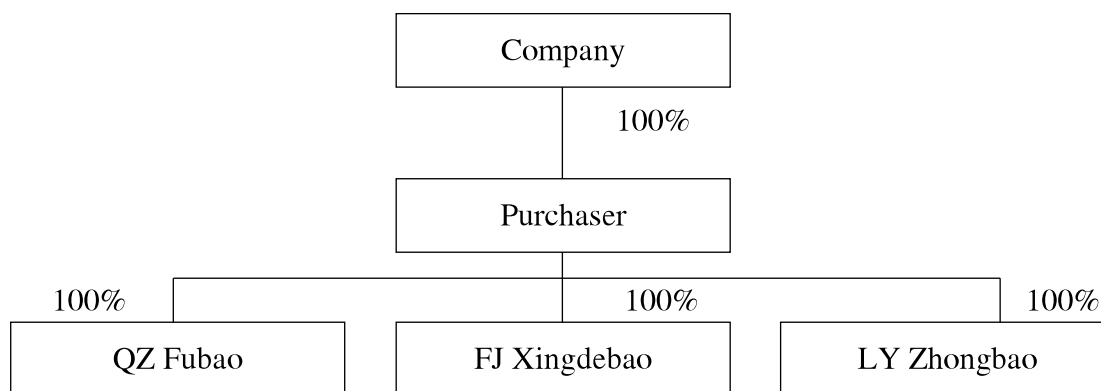 Company
100%
Purchaser
100% 100% 100%
QZ Fubao FJ Xingdebao LY Zhongbao